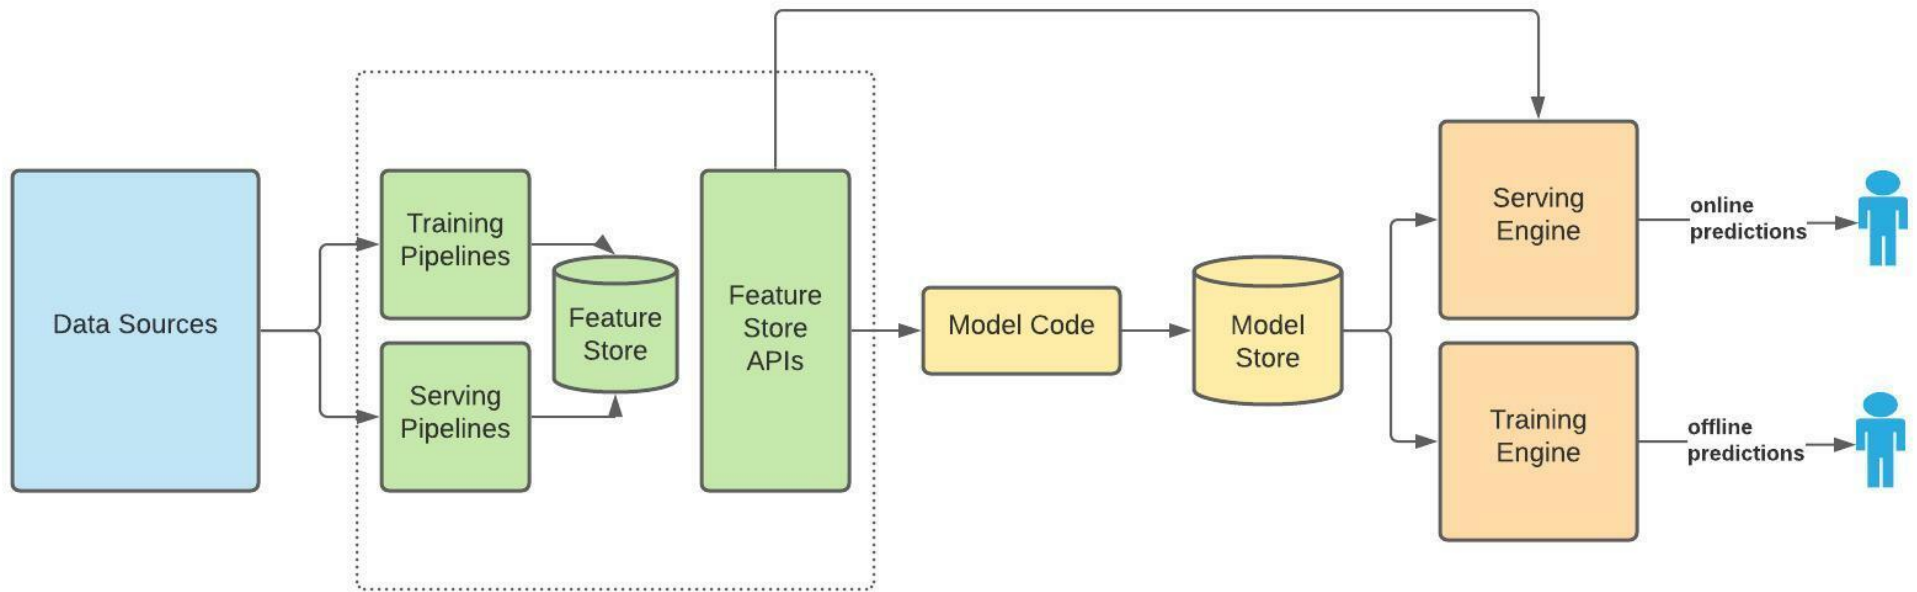 Data Sources
Training
Pipelines
Serving
Pipelines
Feature
Store
Feature
Store
APIs
Model Code
Model
Store
Serving
Engine
online
predictions
Training
Engine
offline
predictions